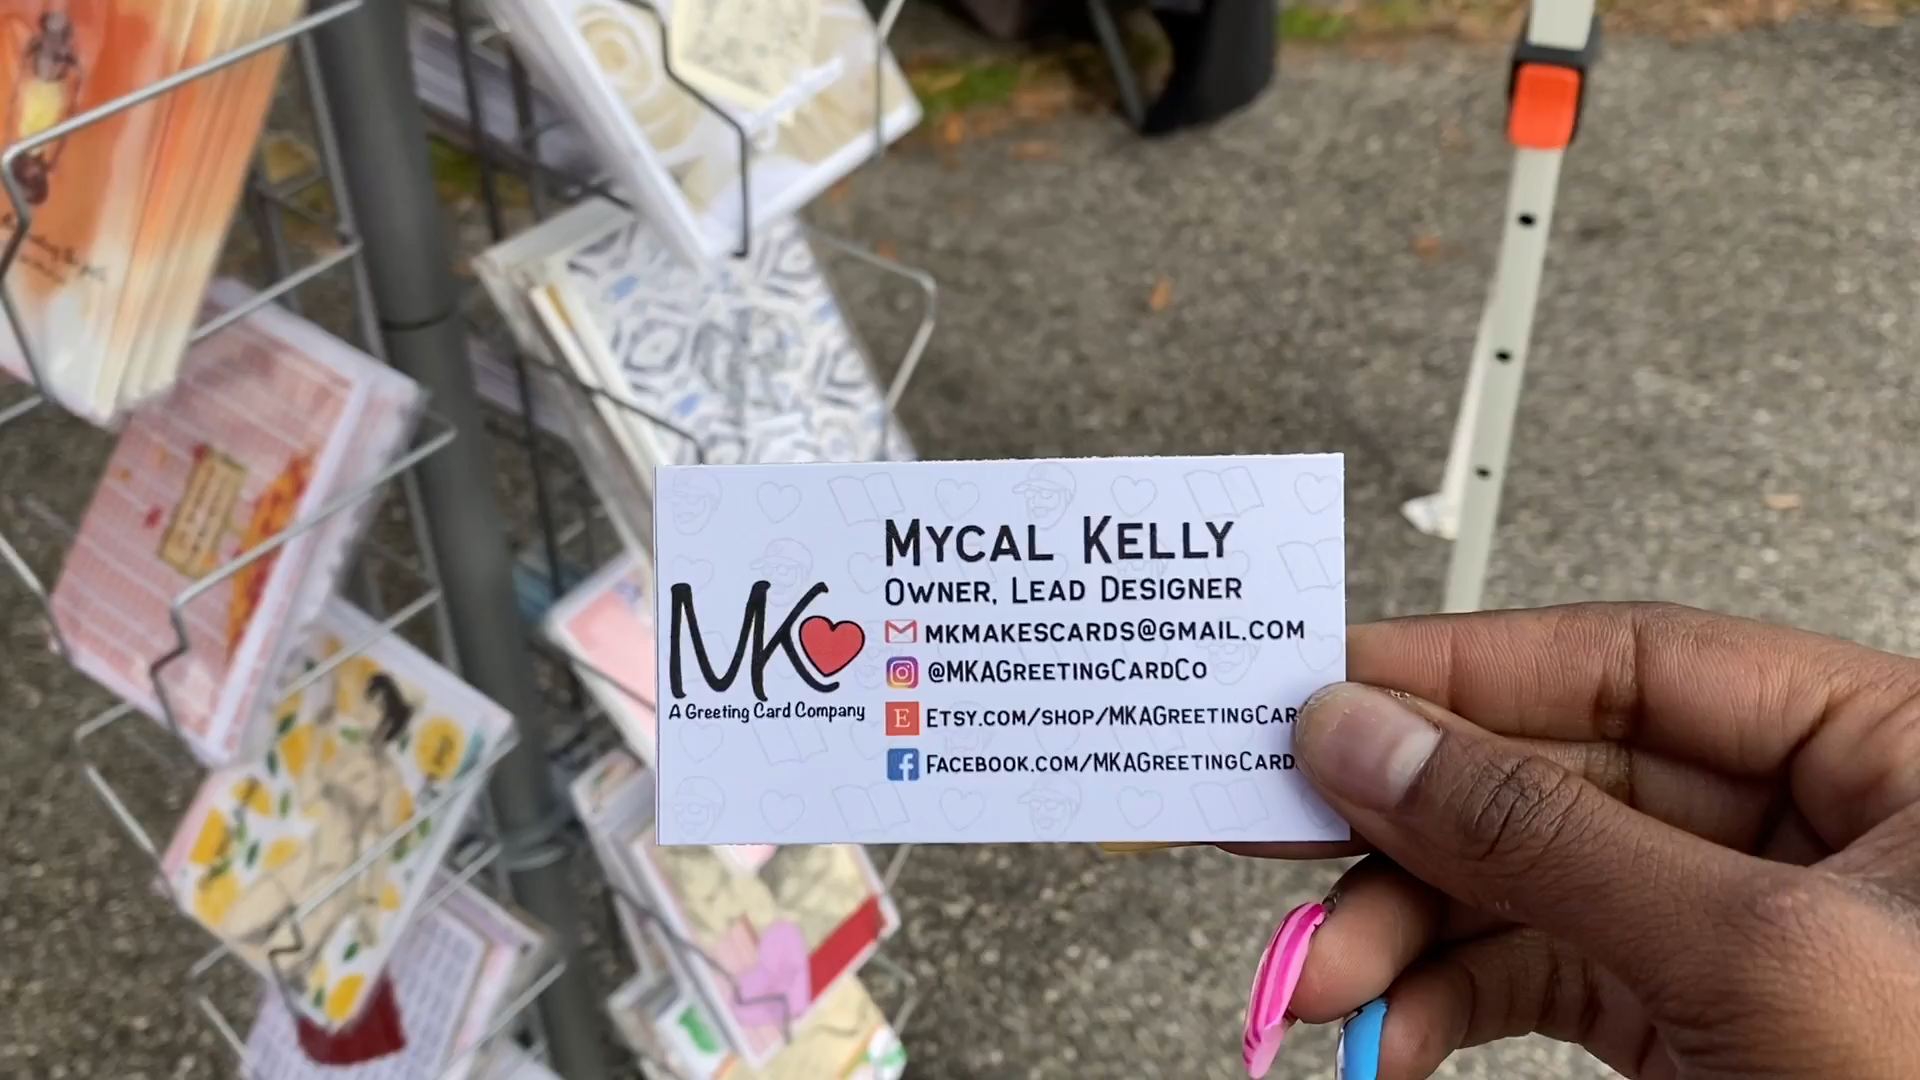 MYCAL KELLY
OWNER, LEAD DESIGNER
MKMAKESCARDS@GMAIL.COM
@MKAGREETINGCARDCO
ETSY.COM/SHOP/MKAGREETINGCAR
FACEBOOK.COM/MKAGREETINGCARD
MK
A Greeting Card Company